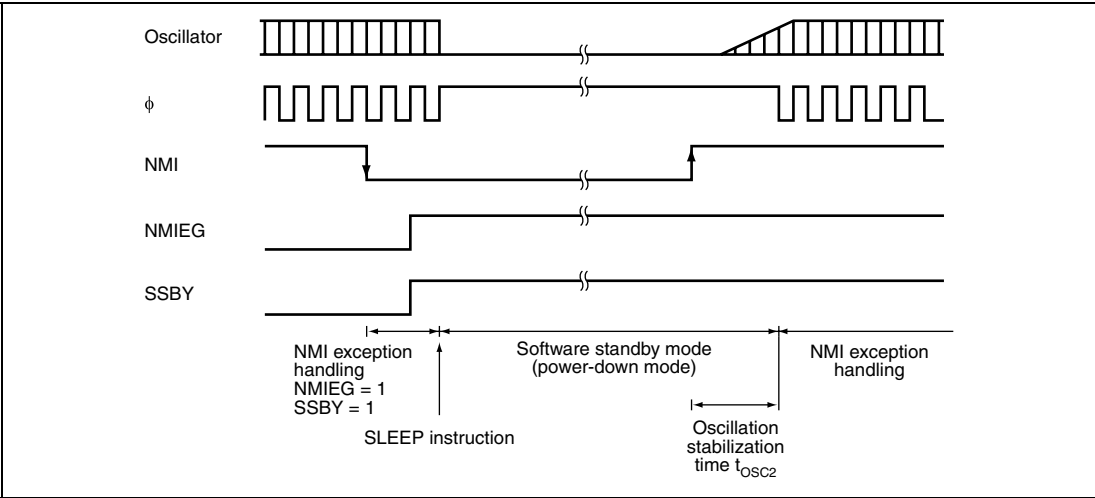 Oscillator
ϕ
NMI
NMIEG
SSBY
NMI exception
handling
NMIEG = 1
SSBY = 1
SLEEP instruction
Software standby mode
(power-down mode)
Oscillation
stabilization
time tOSC2
NMI exception
handling